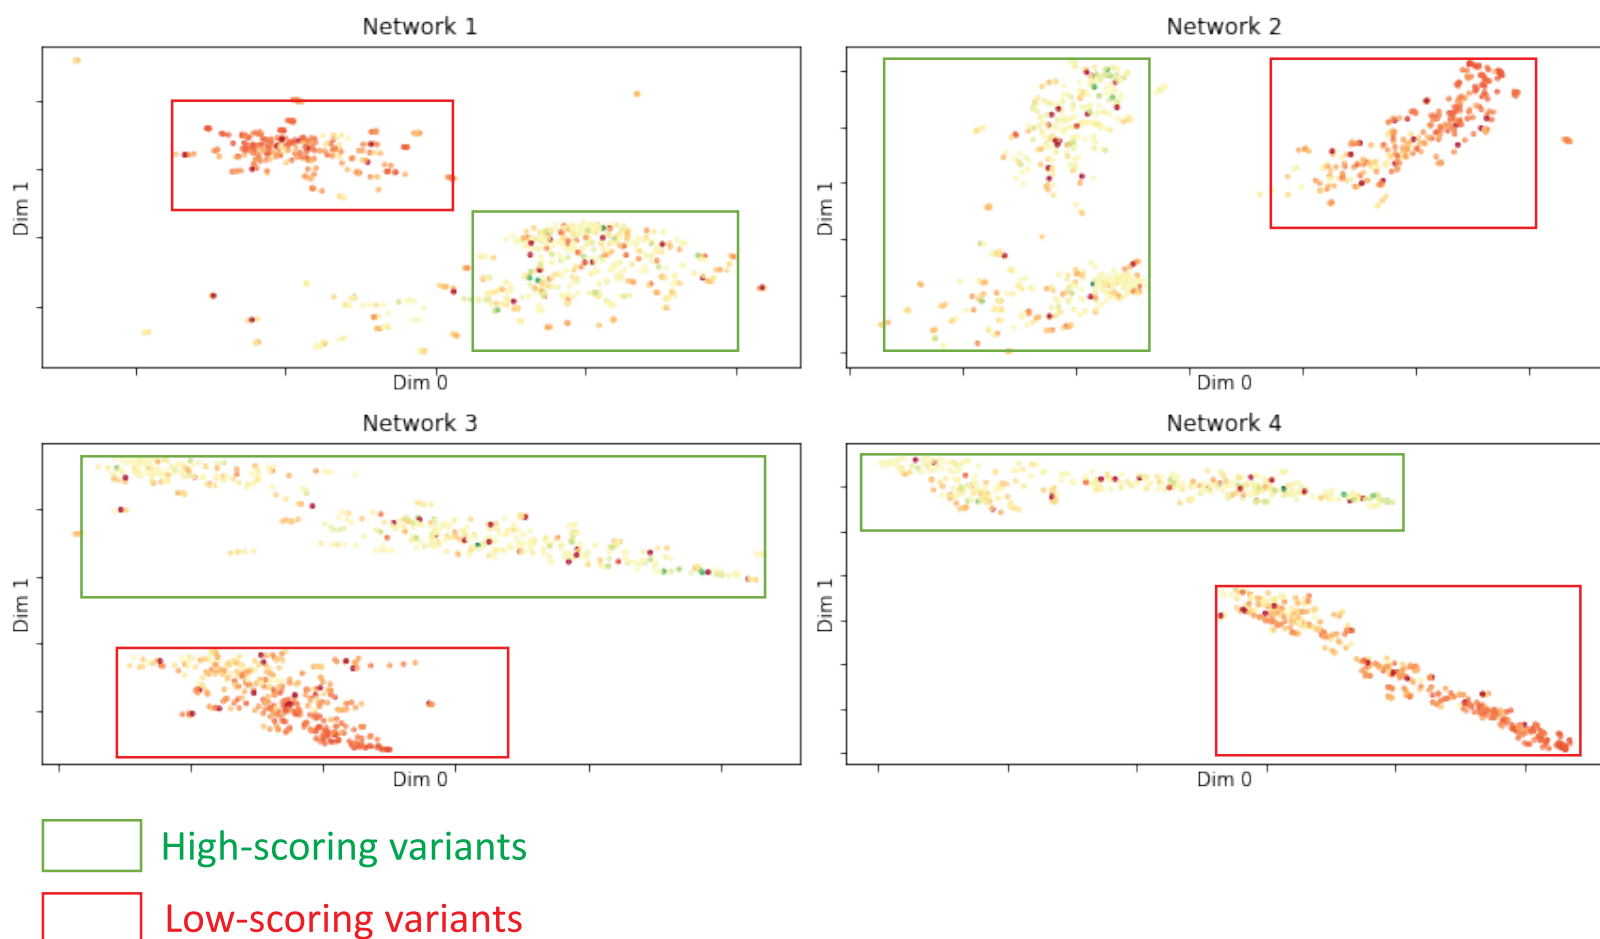 Network 1
Network 2
Dim 1
Dim 0
Dim 1
Dim 0
Network 3
Network 4
Dim 1
Dim 0
Dim 1
Dim 0
High-scoring variants
Low-scoring variants